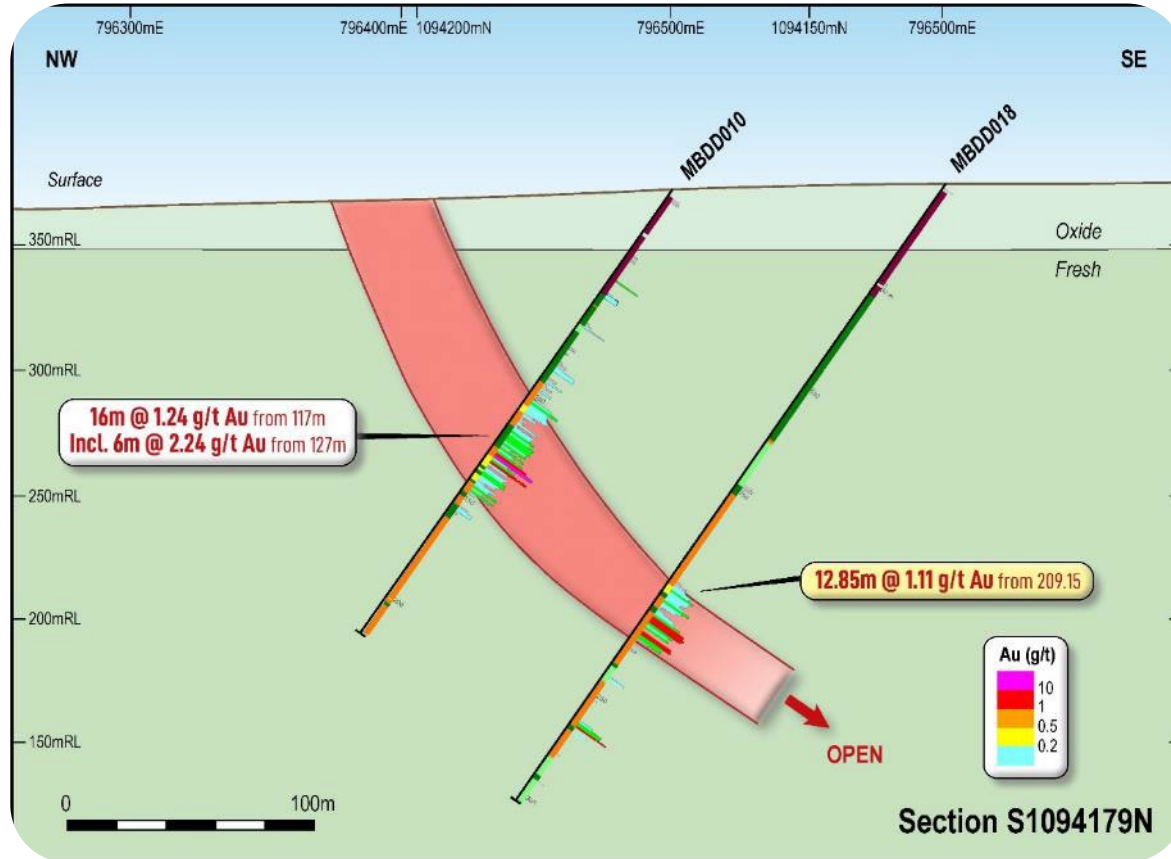 796300mE 796400mE 1094200mN 796500mE 1094150mN 796500mE
NW SE
MBDD010
MBDD018
Surface
350mRL
Oxide
Fresh
300mRL
16m @ 1.24 g/t Au from 117m
Incl. 6m @ 2.24 g/t Au from 127m
250mRL
12.85m @ 1.11 g/t Au from 209.15
200mRL
Au (g/t)
10
1
0.5
0.2
150mRL
OPEN
0 100m
Section S1094179N